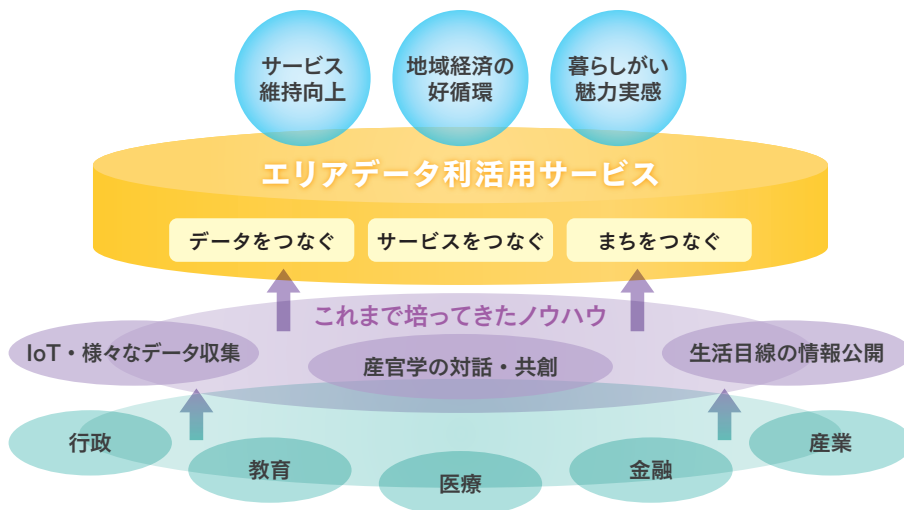 サービス
維持向上
地域経済の
好循環
暮らしがい
魅力実感
エリアデータ利活用サービス
データをつなぐ
サービスをつなぐ
まちをつなぐ
これまで培ってきたノウハウ
IoT・様々なデータ収集
産官学の対話・共創
生活目線の情報公開
行政
教育
医療
金融
産業